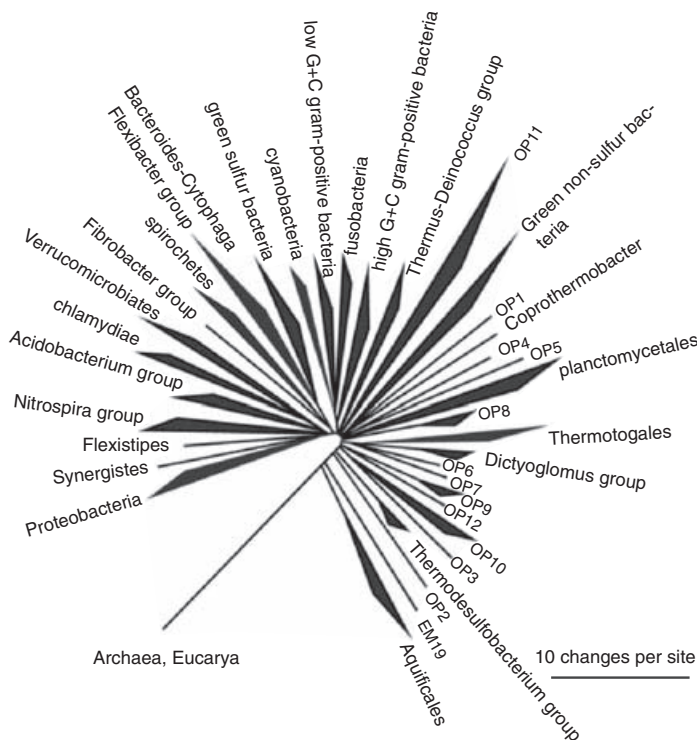 low G+C gram-positive bacteria
high G+C gram-positive bacteria
Thermus-Deinococcus group
OP11
Green non-sulfur bac-
teria
fusobacteria
cyanobacteria
green sulfur bacteria
Bacteroides-Cytophaga
Flexibacter group
spirochetes
Fibrobacter group
Verrucomicrobiates
chlamydiae
Acidobacterium group
Nitrospira group
Flexistipes
Synergistes
Proteobacteria
OP1
Coprothermobacter
OP4
OP5
planctomycetales
OP8
Thermotogales
Dictyoglomus group
OP6
OP7
OP9
OP12
OP10
OP3
Thermodesulfobacterium group
OP2
EM19
Aquificales
Archaea, Eucarya
10 changes per site